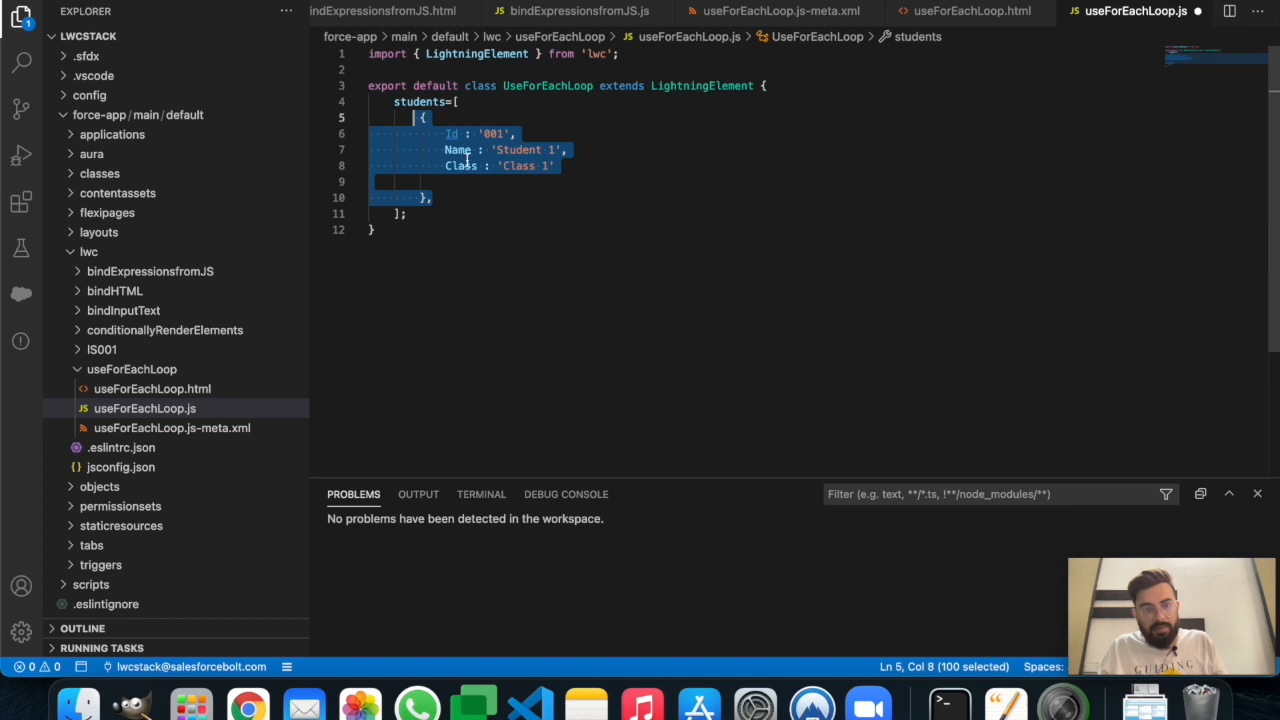 EXPLORER
LWCSTACK
.sfdx
.vscode
config
force-app / main / default
applications
aura
classes
contentassets
flexipages
layouts
lwc
bindExpressionsfromJS
bindHTML
bindInputText
conditionallyRenderElements
IS001
useForEachLoop
useForEachLoop.html
useForEachLoop.js
useForEachLoop.js-meta.xml
.eslintrc.json
jsconfig.json
objects
permissionsets
staticresources
tabs
triggers
scripts
.eslintignore
OUTLINE
RUNNING TASKS
indExpressionsfromJS.html
JS bindExpressionsfromJS.js
useForEachLoop.js-meta.xml
useForEachLoop.html
JS useForEachLoop.js
force-app > main > default > lwc > useForEachLoop > JS useForEachLoop.js > UseForEachLoop > students
1 import { LightningElement } from 'lwc';
2
3 export default class UseForEachLoop extends LightningElement {
4 students=[
5 {
6 Id : '001',
7 Name : 'Student 1',
8 Class : 'Class 1'
9
10 },
11 ];
12 }
PROBLEMS OUTPUT TERMINAL DEBUG CONSOLE
Filter (e.g. text, **/*.ts, !**/node_modules/**)
No problems have been detected in the workspace.
0 0 lwcstack@salesforcebolt.com
Ln 5, Col 8 (100 selected) Spaces:
GUIDING